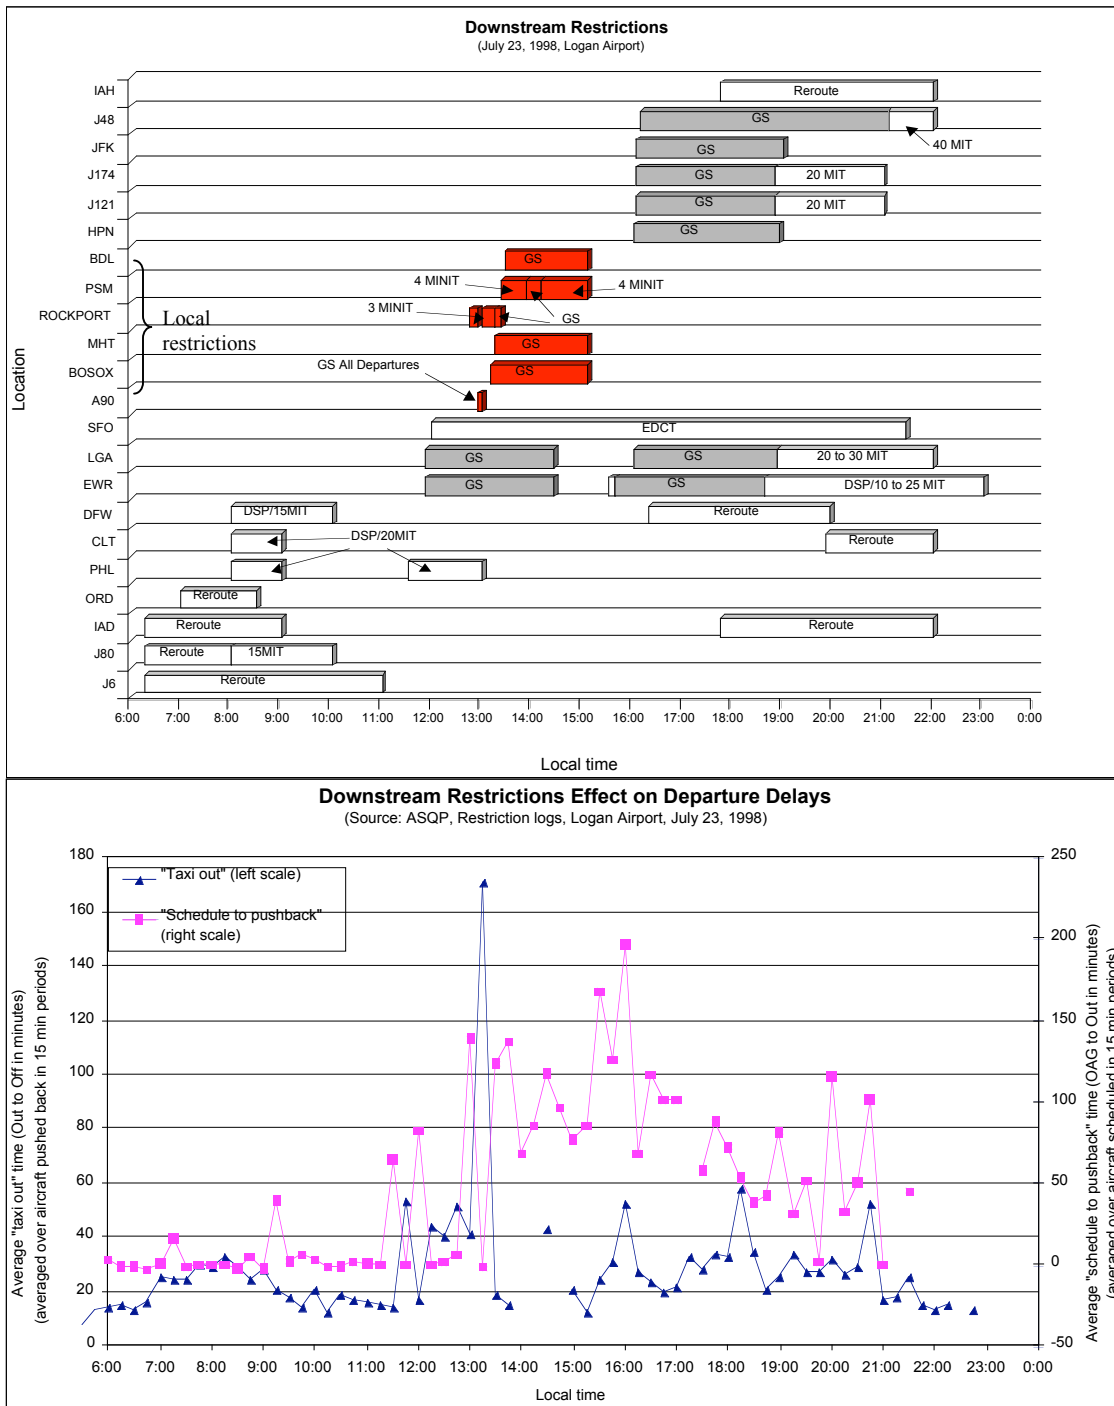 Downstream Restrictions
(July 23, 1998, Logan Airport)
Location
IAH
Reroute
J48
GS
40 MIT
JFK
GS
J174
GS
20 MIT
J121
GS
20 MIT
HPN
GS
BDL
GS
PSM
4 MINIT
4 MINIT
ROCKPORT
3 MINIT
GS
Local
restrictions
MHT
GS
BOSOX
GS
GS All Departures
A90
SFO
EDCT
LGA
GS
GS
20 to 30 MIT
EWR
GS
GS
DSP/10 to 25 MIT
DFW
DSP/15MIT
Reroute
CLT
DSP/20MIT
Reroute
PHL
ORD
Reroute
IAD
Reroute
Reroute
J80
Reroute
15MIT
J6
Reroute
6:00 7:00 8:00 9:00 10:00 11:00 12:00 13:00 14:00 15:00 16:00 17:00 18:00 19:00 20:00 21:00 22:00 23:00 0:00
Local time
Downstream Restrictions Effect on Departure Delays
(Source: ASQP, Restriction logs, Logan Airport, July 23, 1998)
Average "taxi out" time (Out to Off in minutes)
(averaged over aircraft pushed back in 15 min periods)
180
160
140
120
100
80
60
40
20
0
"Taxi out" (left scale)
"Schedule to pushback"
(right scale)
250
200
150
100
50
0
-50
Average "schedule to pushback" time (OAG to Out in minutes)
(averaged over aircraft scheduled in 15 min periods)
6:00 7:00 8:00 9:00 10:00 11:00 12:00 13:00 14:00 15:00 16:00 17:00 18:00 19:00 20:00 21:00 22:00 23:00 0:00
Local time